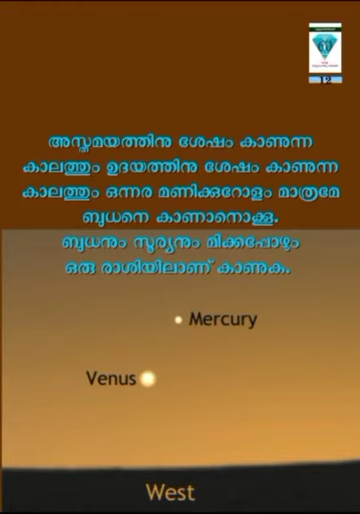 12
അസ്തമയത്തിനു ശേഷം കാണുന്ന
കാലത്തും ഉദയത്തിനു ശേഷം കാണുന്ന
കാലത്തും ഒന്നര മണിക്കുറോളം മാത്രമേ
ബുധനെ കാണാനൊക്കൂ.
ബുധനും സൂര്യനും മിക്കപ്പോഴും
ഒരു രാശിയിലാണ് കാണുക.
Mercury
Venus
West